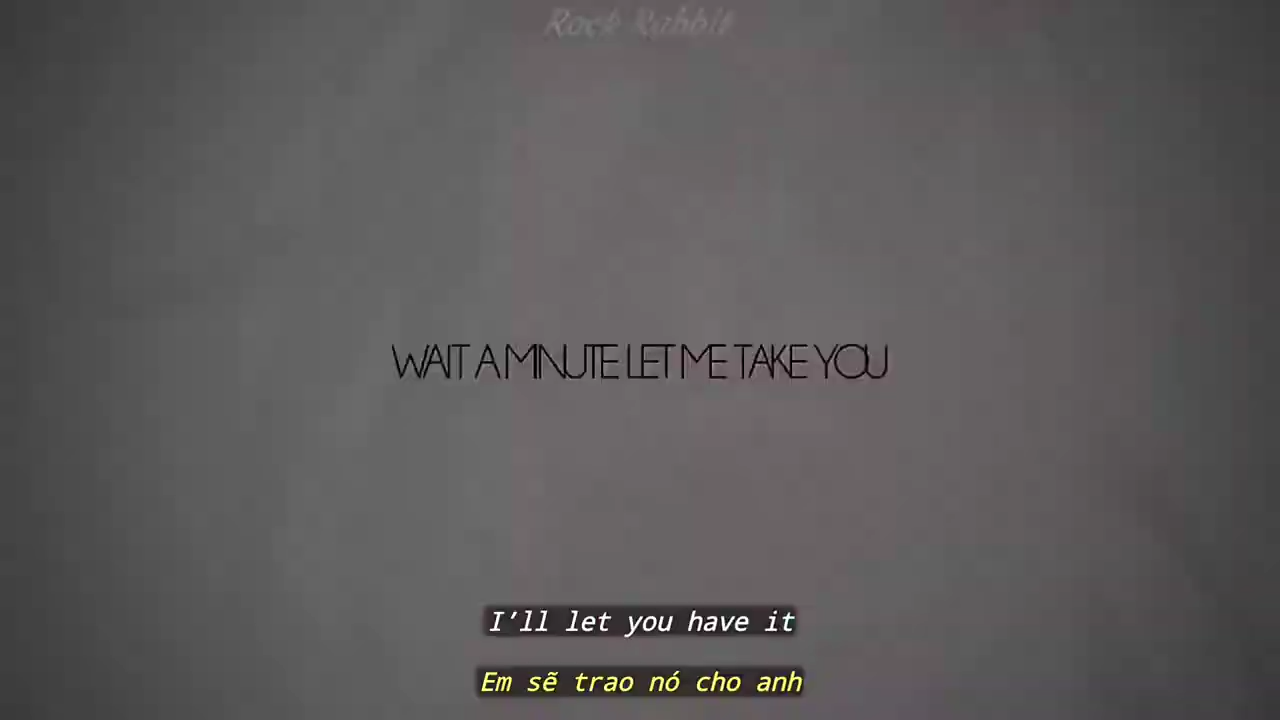 Rock Rabbit
WAIT A MINUTE LET ME TAKE YOU
I'll let you have it
Em sẽ trao nó cho anh